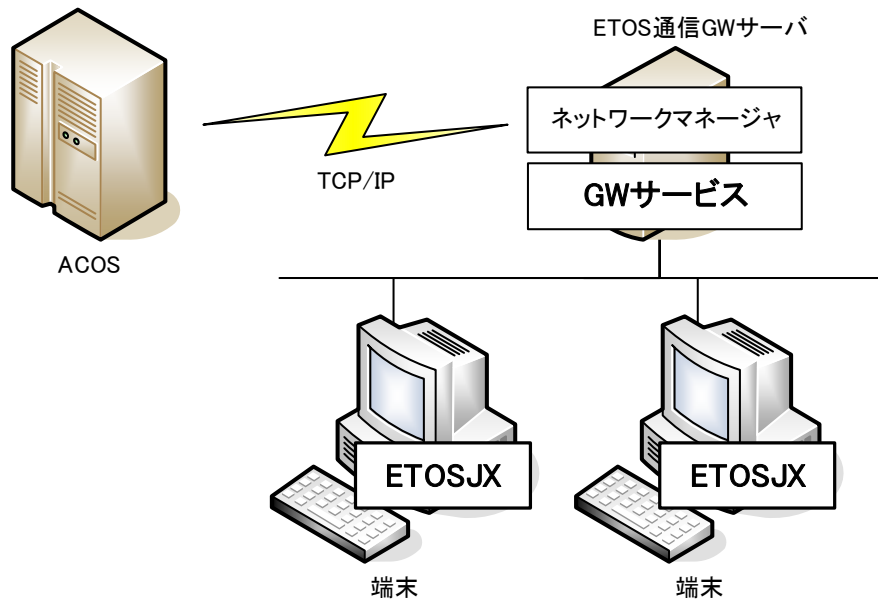 ETOS通信GWサーバ
ネットワークマネージャ
TCP/IP
GWサービス
ACOS
ETOSJX
ETOSJX
端末
端末